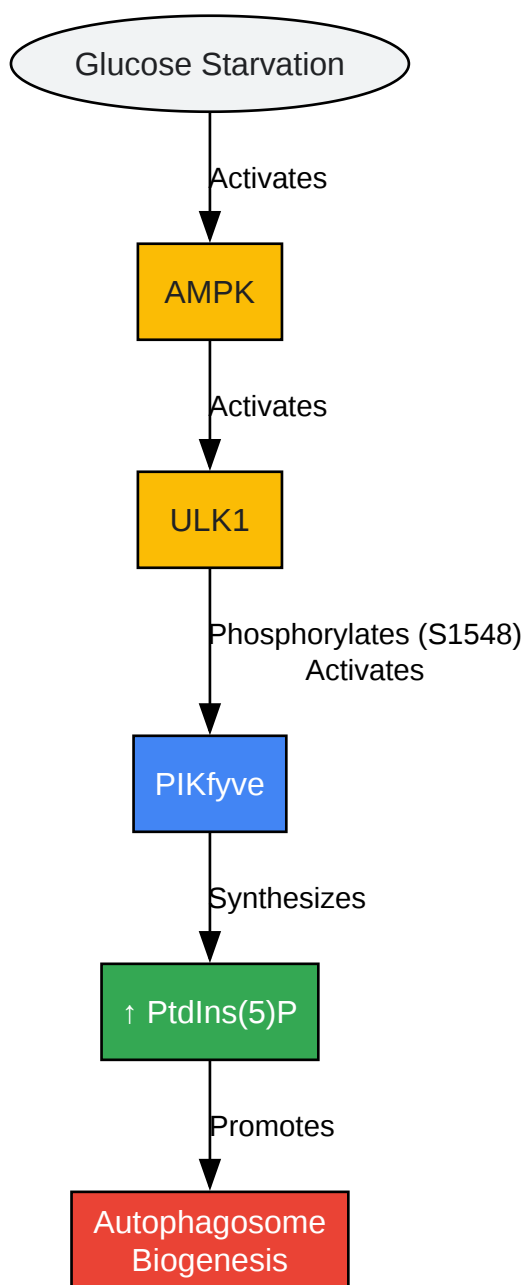 Glucose Starvation
Activates
AMPK
Activates
ULK1
Phosphorylates (S1548)
Activates
PIKfyve
Synthesizes
↑ PtdIns(5)P
Promotes
Autophagosome
Biogenesis